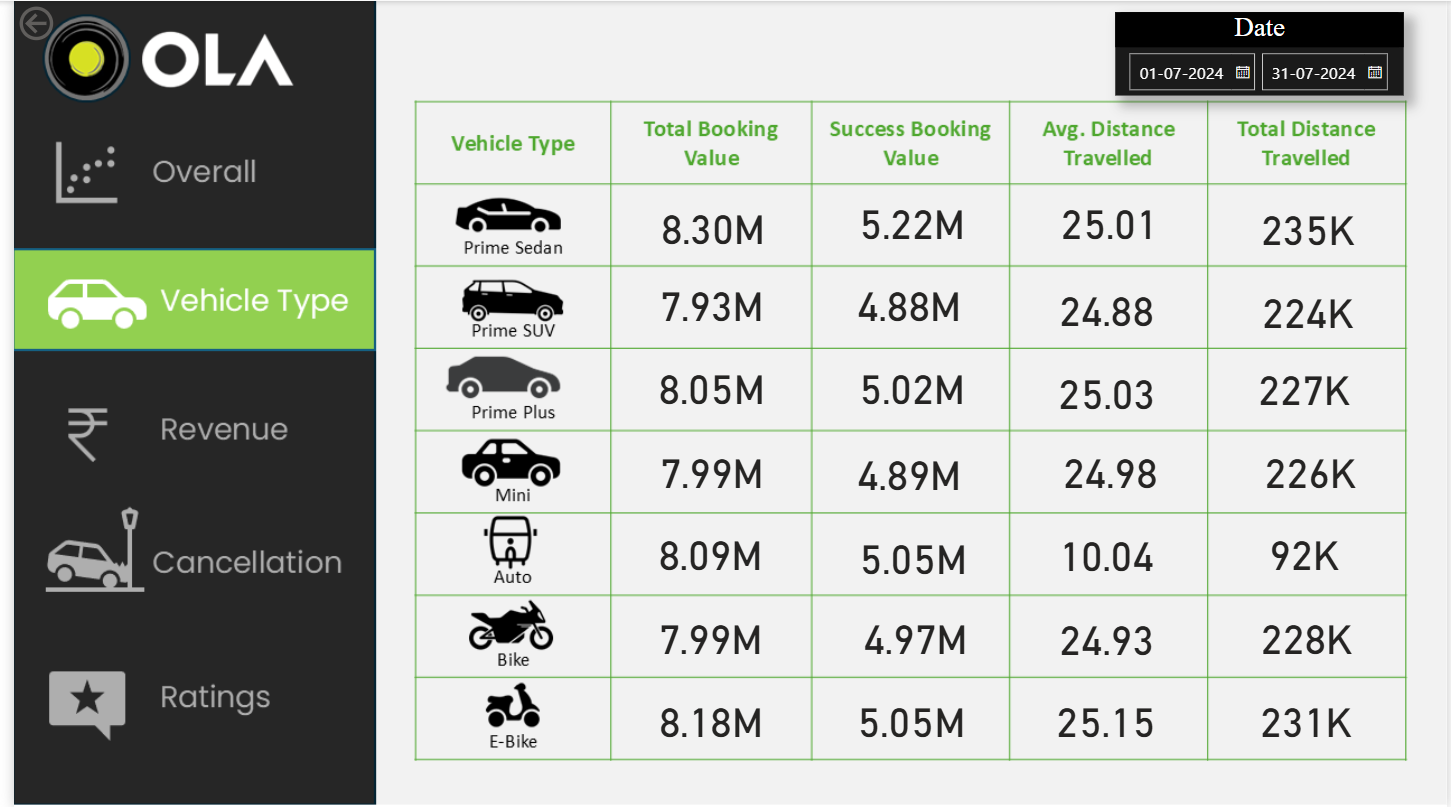 OLA
Date
01-07-2024 31-07-2024
Overall
Vehicle Type
Revenue
Cancellation
Ratings
Vehicle Type Total Booking Value Success Booking Value Avg. Distance Travelled Total Distance Travelled
Prime Sedan 8.30M 5.22M 25.01 235K
Prime SUV 7.93M 4.88M 24.88 224K
Prime Plus 8.05M 5.02M 25.03 227K
Mini 7.99M 4.89M 24.98 226K
Auto 8.09M 5.05M 10.04 92K
Bike 7.99M 4.97M 24.93 228K
E-Bike 8.18M 5.05M 25.15 231K